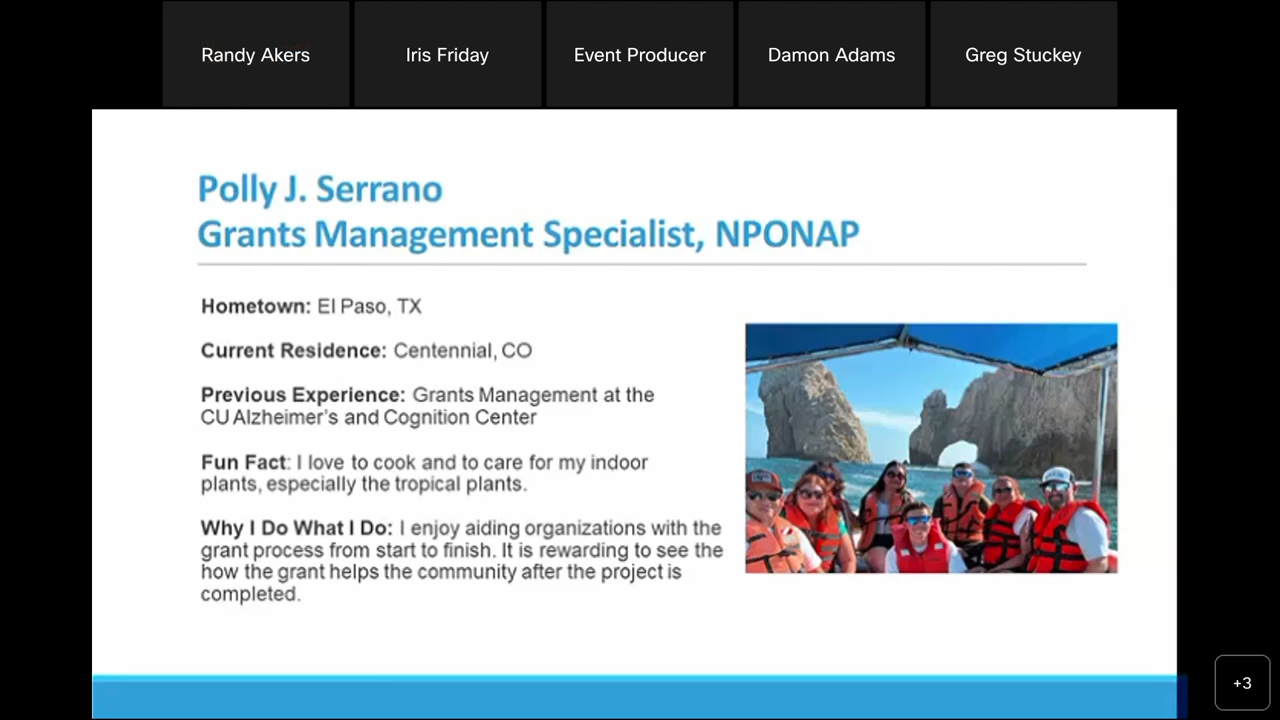 Randy Akers
Iris Friday
Event Producer
Damon Adams
Greg Stuckey
Polly J. Serrano
Grants Management Specialist, NPONAP
Hometown: El Paso, TX
Current Residence: Centennial, CO
Previous Experience: Grants Management at the
CU Alzheimer's and Cognition Center
Fun Fact: I love to cook and to care for my indoor
plants, especially the tropical plants.
Why I Do What I Do: I enjoy aiding organizations with the
grant process from start to finish. It is rewarding to see the
how the grant helps the community after the project is
completed.
+3